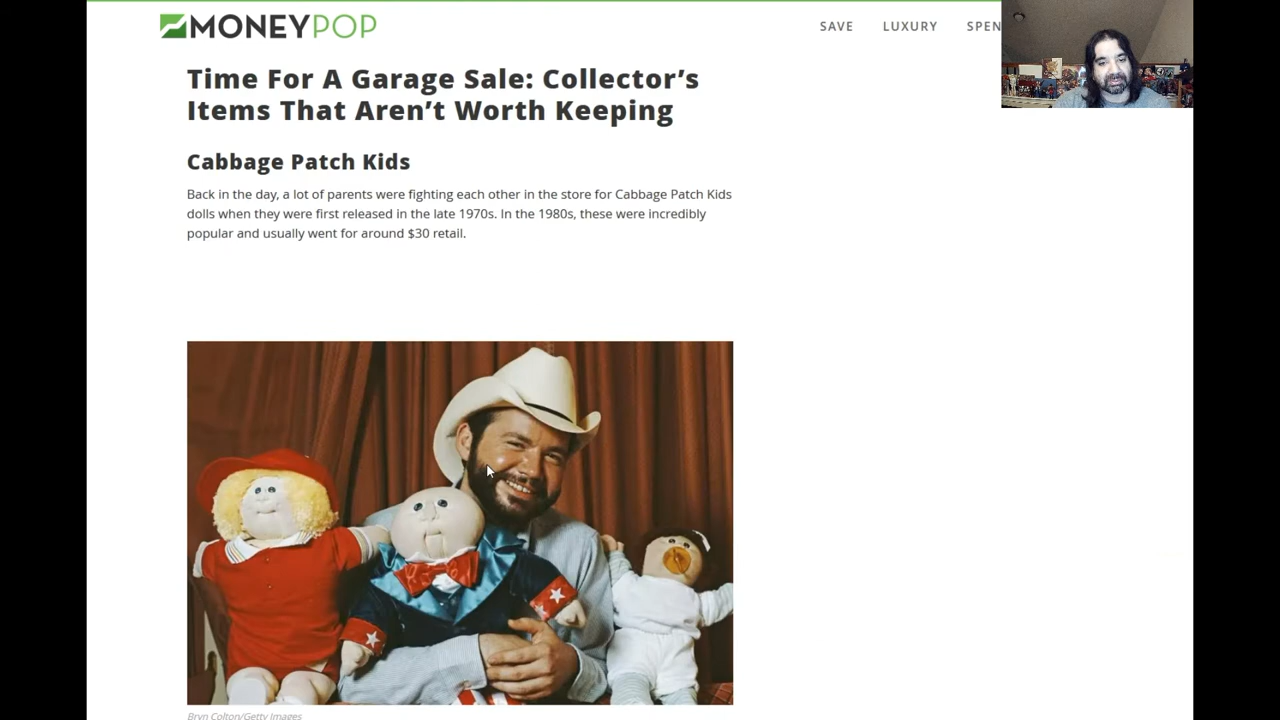 MONEYPOP
SAVE LUXURY SPEN
Time For A Garage Sale: Collector’s
Items That Aren’t Worth Keeping
Cabbage Patch Kids
Back in the day, a lot of parents were fighting each other in the store for Cabbage Patch Kids
dolls when they were first released in the late 1970s. In the 1980s, these were incredibly
popular and usually went for around $30 retail.
Bryn Colton/Getty Images